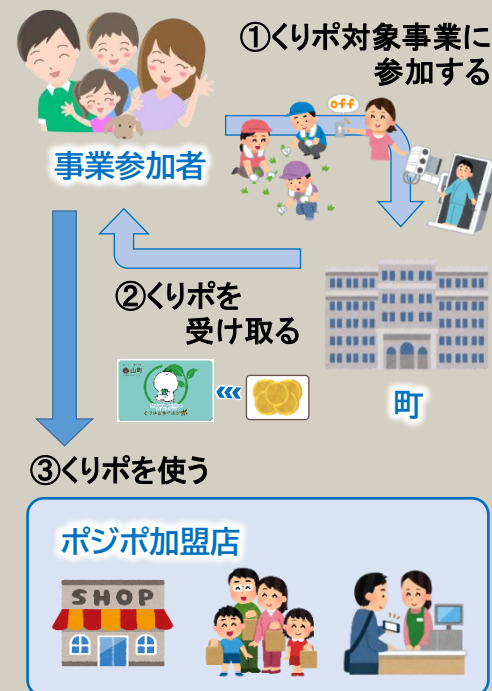 ①くりポ対象事業に
参加する
off
事業参加者
②くりポを
受け取る
山町
町
③くりポを使う
ポジポ加盟店
SHOP